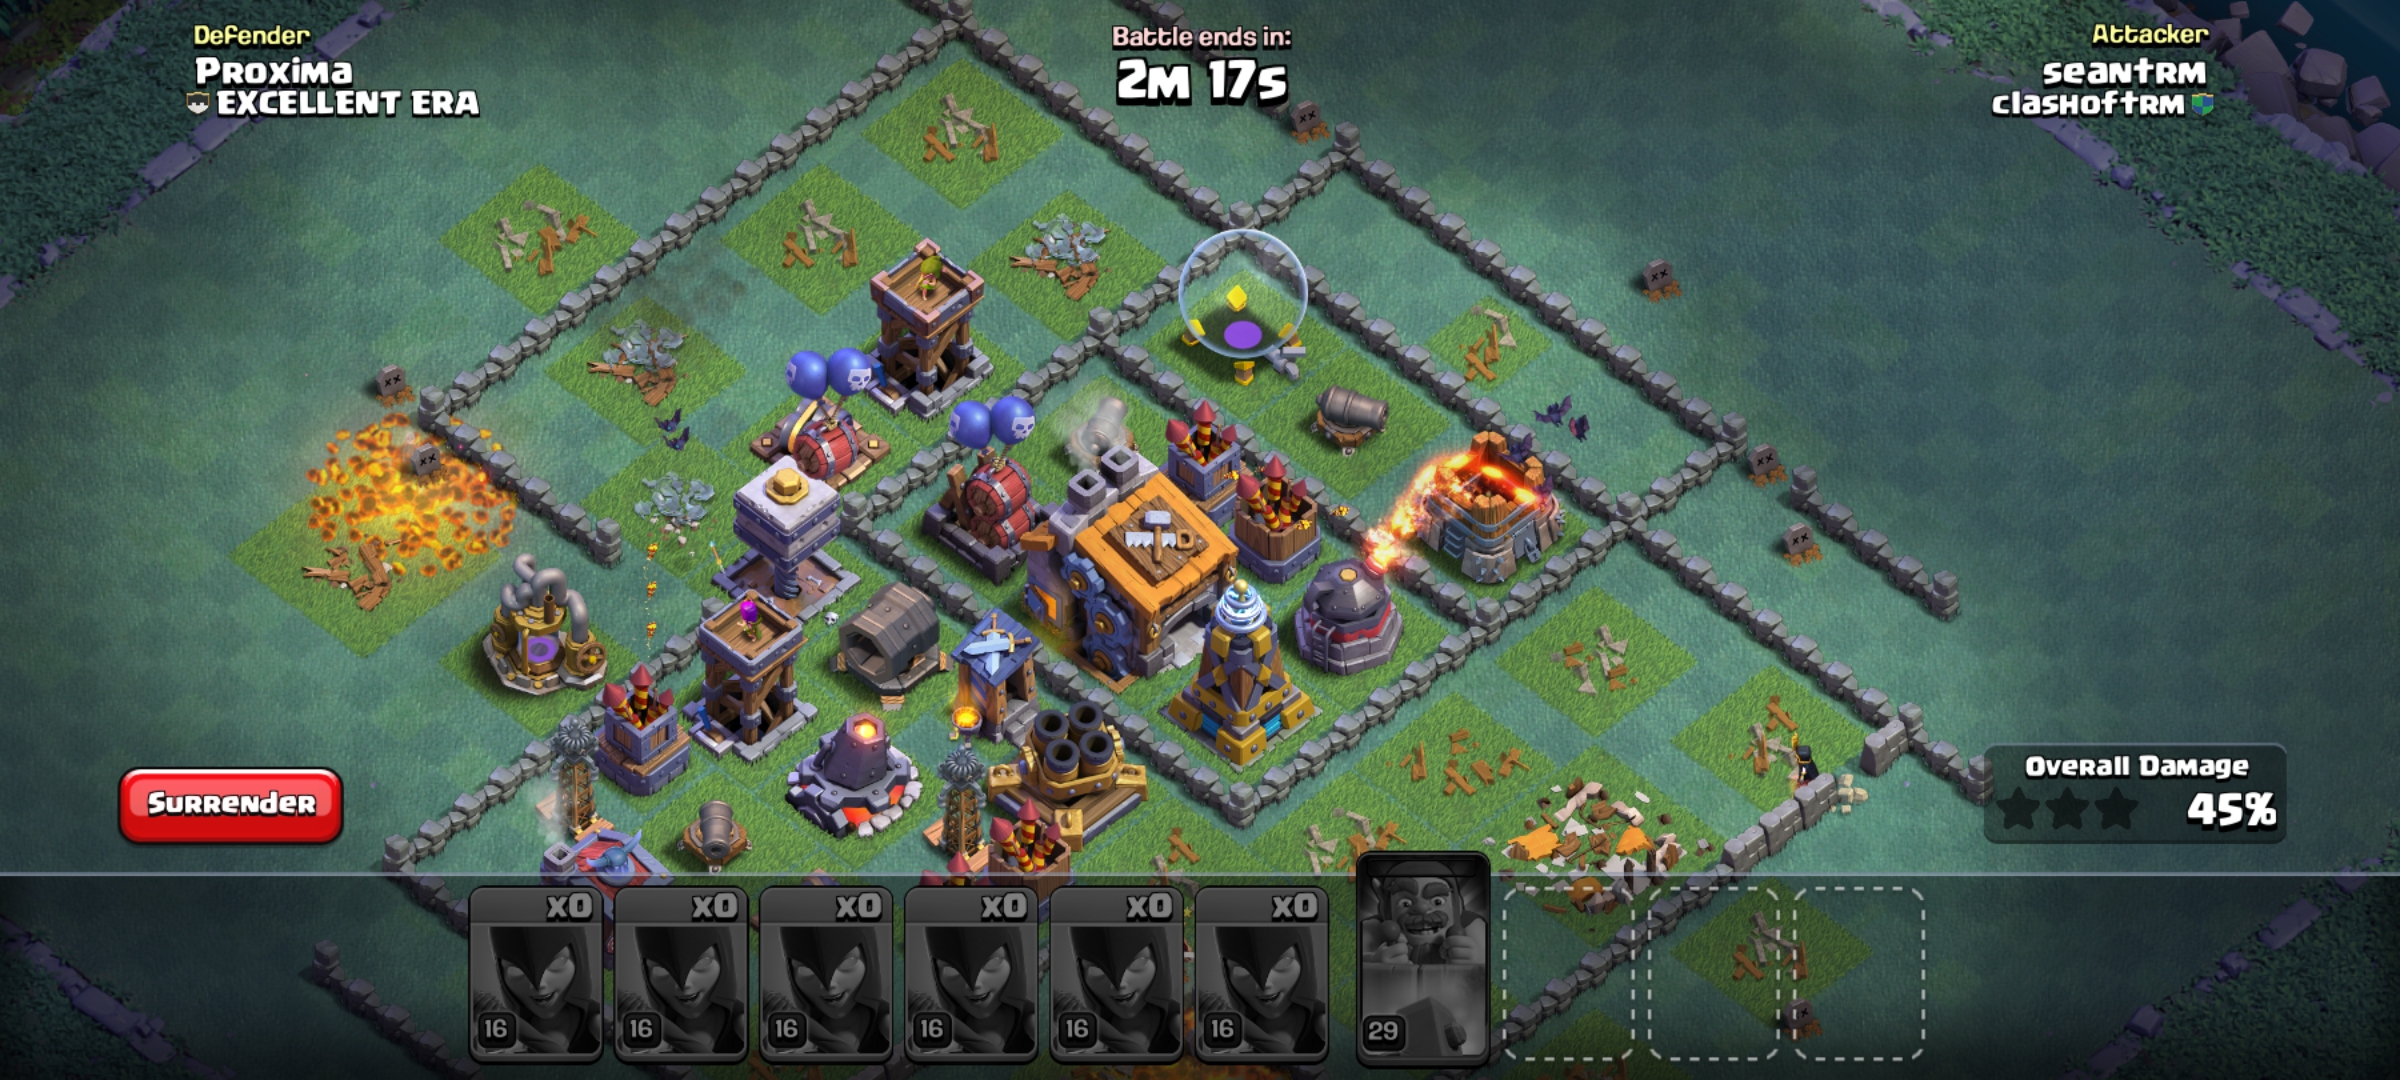 Defender
Proxima
EXCELLENT ERA
Battle ends in:
2M 17s
Attacker
seantRM
clashoftRM
Surrender
Overall Damage
45%
x0
x0
x0
x0
x0
x0
16
16
16
16
16
16
29